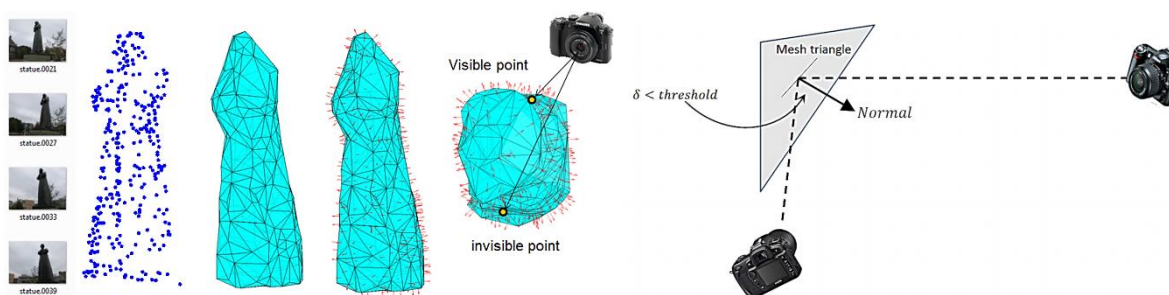 statue.0021
statue.0027
statue.0033
statue.0039
Visible point
invisible point
Mesh triangle
δ < threshold
Normal